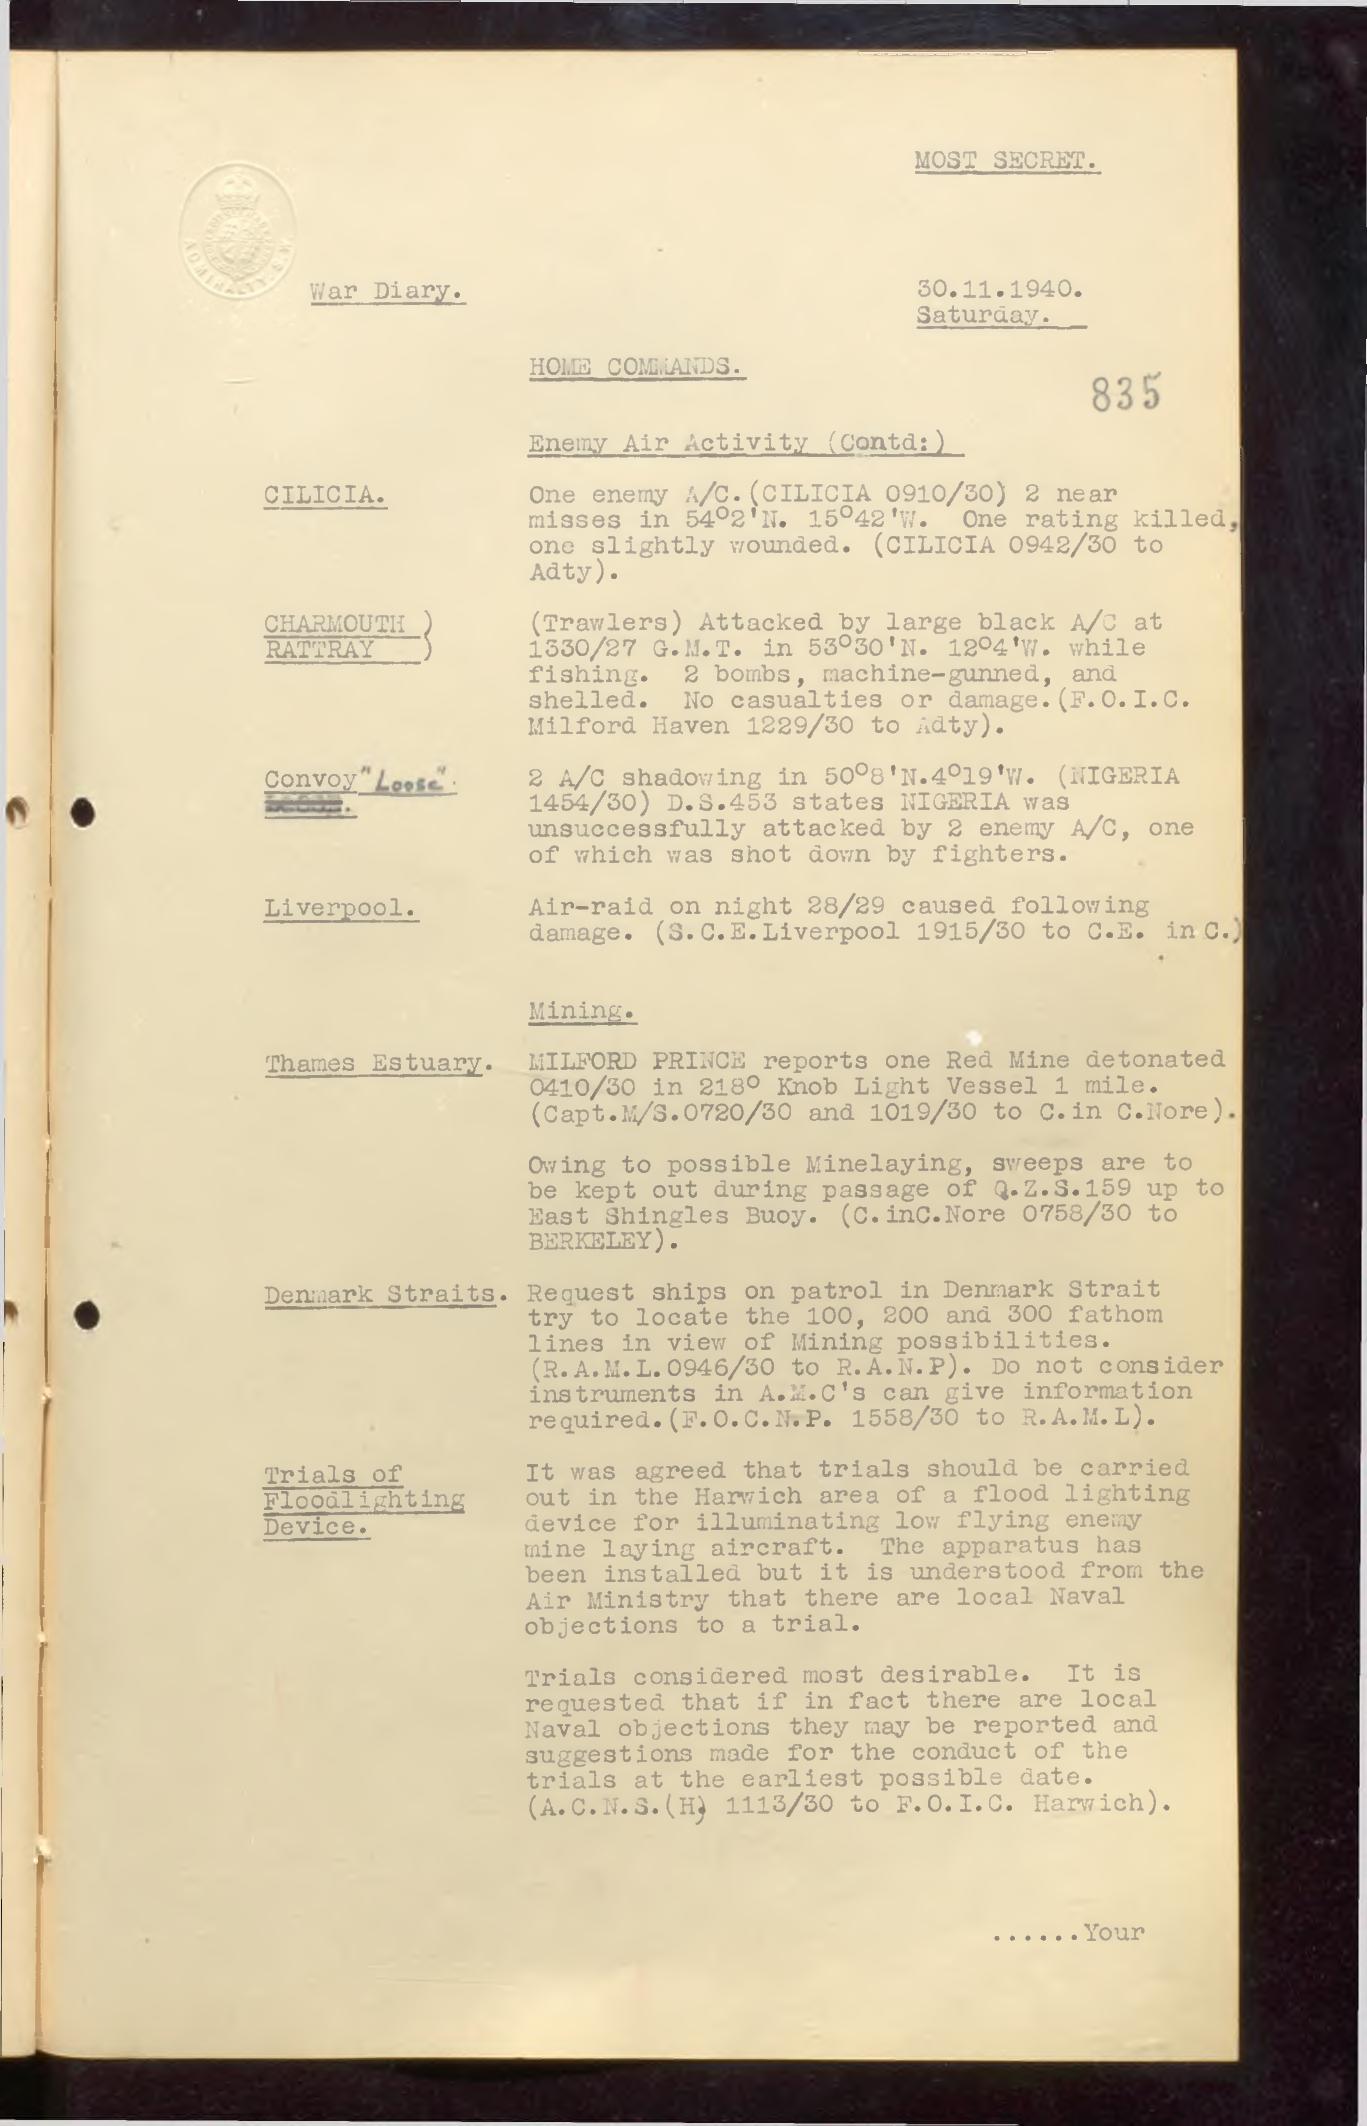 MOST SECRET.
ADMIRALTY. S.W.
War Diary.
30.11.1940.
Saturday.
HOME COMMANDS.
835
Enemy Air Activity (Contd:)
CILICIA.
One enemy A/C.(CILICIA 0910/30) 2 near
misses in 54°2'N. 15°42'W. One rating killed,
one slightly wounded. (CILICIA 0942/30 to
Adty).
CHARMOUTH )
RATTRAY )
(Trawlers) Attacked by large black A/C at
1330/27 G.M.T. in 53°30'N. 12°4'W. while
fishing. 2 bombs, machine-gunned, and
shelled. No casualties or damage.(F.O.I.C.
Milford Haven 1229/30 to Adty).
Convoy "Loose".
2 A/C shadowing in 50°8'N.4°19'W. (NIGERIA
1454/30) D.S.453 states NIGERIA was
unsuccessfully attacked by 2 enemy A/C, one
of which was shot down by fighters.
Liverpool.
Air-raid on night 28/29 caused following
damage. (S.C.E.Liverpool 1915/30 to C.E. in C.)
Mining.
Thames Estuary.
MILFORD PRINCE reports one Red Mine detonated
0410/30 in 218° Knob Light Vessel 1 mile.
(Capt.M/S.0720/30 and 1019/30 to C.in C.Nore).
Owing to possible Minelaying, sweeps are to
be kept out during passage of Q.Z.S.159 up to
East Shingles Buoy. (C.inC.Nore 0758/30 to
BERKELEY).
Denmark Straits.
Request ships on patrol in Denmark Strait
try to locate the 100, 200 and 300 fathom
lines in view of Mining possibilities.
(R.A.M.L.0946/30 to R.A.N.P). Do not consider
instruments in A.M.C's can give information
required.(F.O.C.N.P. 1558/30 to R.A.M.L).
Trials of
Floodlighting
Device.
It was agreed that trials should be carried
out in the Harwich area of a flood lighting
device for illuminating low flying enemy
mine laying aircraft. The apparatus has
been installed but it is understood from the
Air Ministry that there are local Naval
objections to a trial.
Trials considered most desirable. It is
requested that if in fact there are local
Naval objections they may be reported and
suggestions made for the conduct of the
trials at the earliest possible date.
(A.C.N.S.(H) 1113/30 to F.O.I.C. Harwich).
......Your